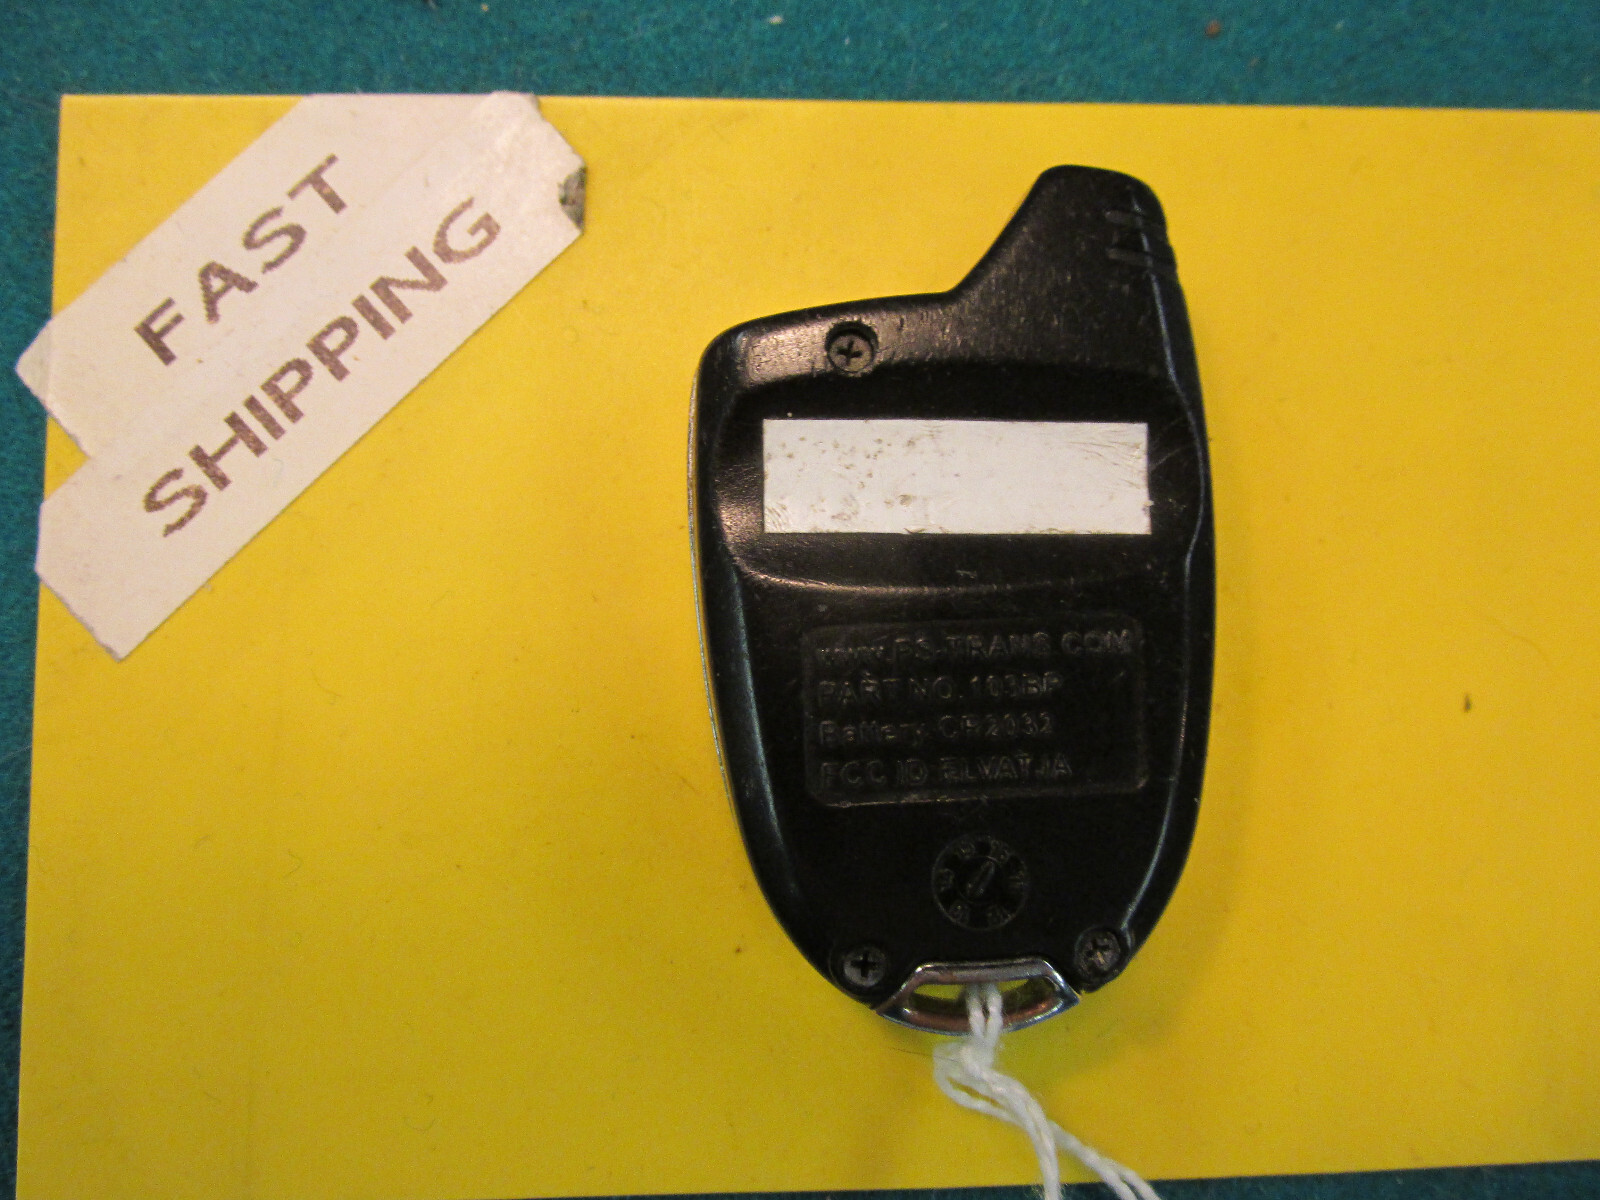 FAST
SHIPPING
www.PS-TRANS.COM
PART NO. 103BP
Battery CR2032
FCC ID ELVATJA